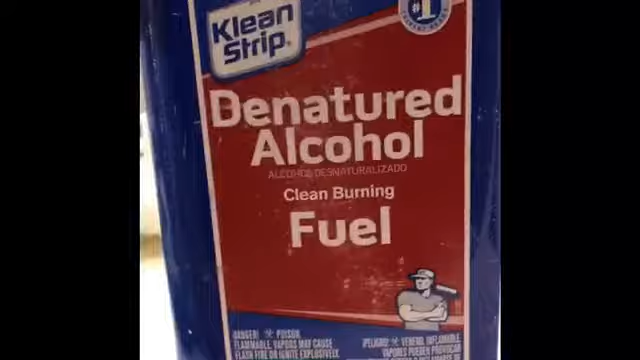 Klean
Strip®
#1
Denatured
Alcohol
ALCOHOL DESNATURALIZADO
Clean Burning
Fuel
DANGER! POISON
FLAMMABLE, VAPORS MAY CAUSE
FLASH FIRE OR IGNITE EXPLOSIVELY.
¡PELIGRO! VENENO, INFLAMABLE,
VAPORES PUEDEN PROVOCAR